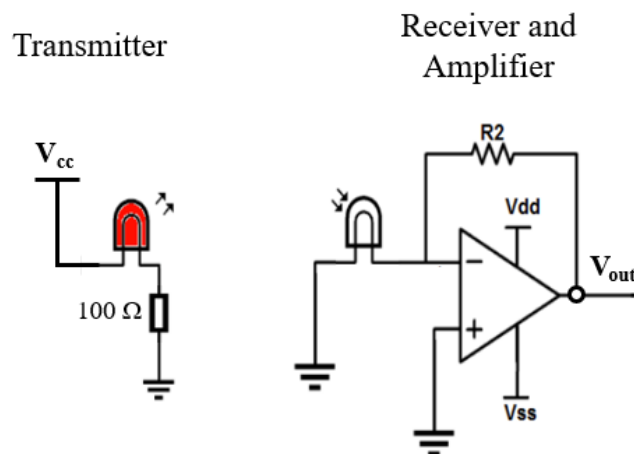 Transmitter
Receiver and
Amplifier
Vcc
100 Ω
R2
Vdd
−
+
Vout
Vss